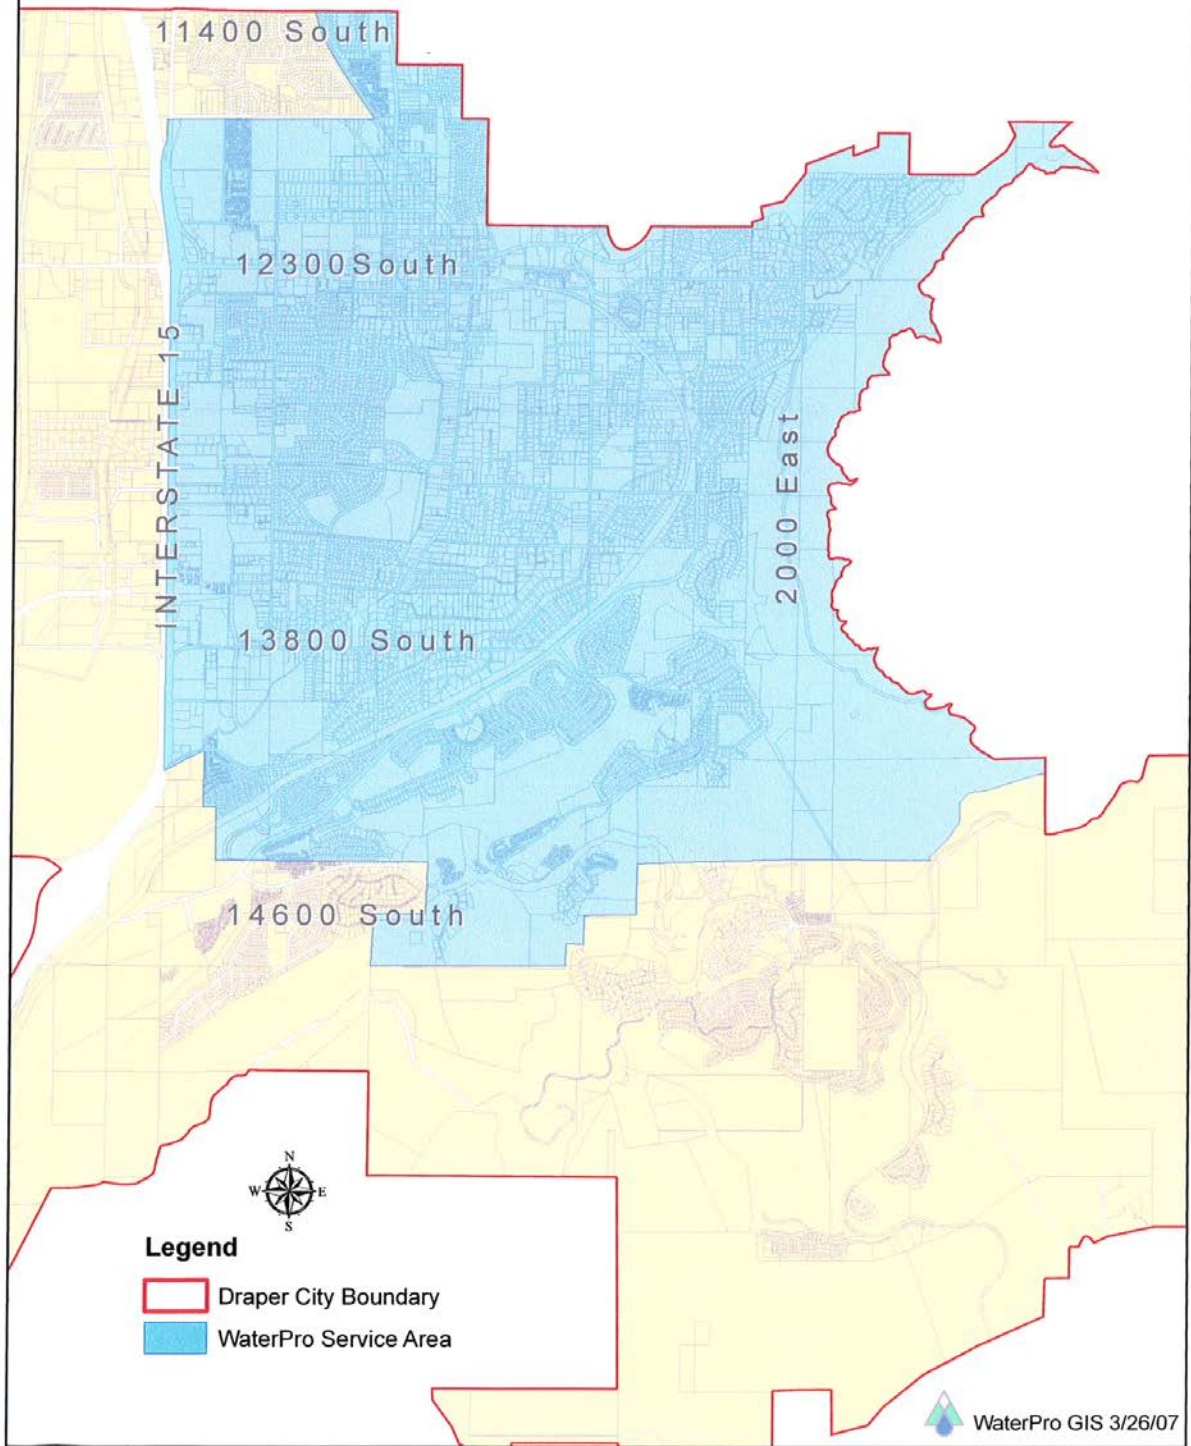 11400 South
12300South
INTERSTATE 15
2000 East
13800 South
14600 South
N
W E
S
Legend
Draper City Boundary
WaterPro Service Area
WaterPro GIS 3/26/07